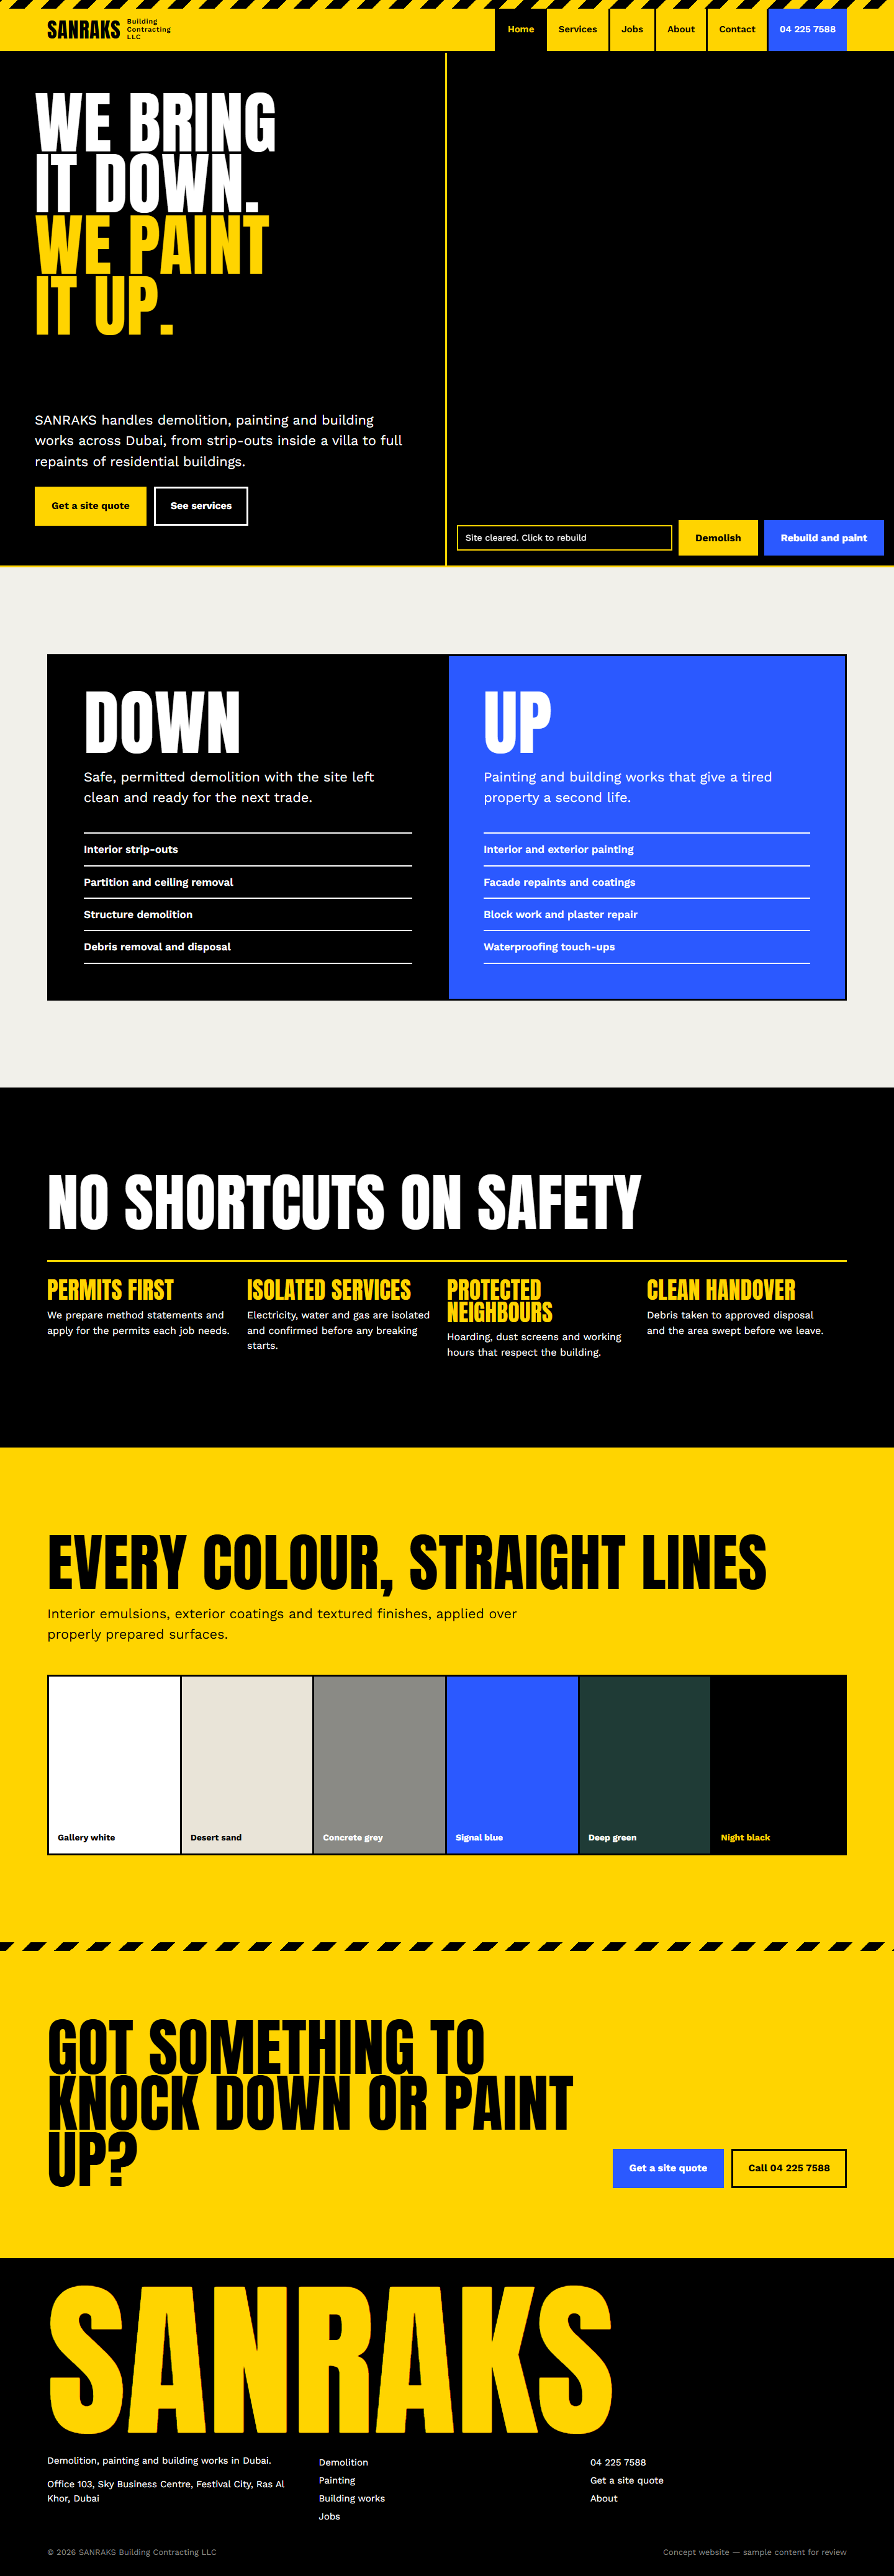 SANRAKS
Building
Contracting
LLC
Home
Services
Jobs
About
Contact
04 225 7588
WE BRING
IT DOWN.
WE PAINT
IT UP.
SANRAKS handles demolition, painting and building
works across Dubai, from strip-outs inside a villa to full
repaints of residential buildings.
Get a site quote
See services
Site cleared. Click to rebuild
Demolish
Rebuild and paint
DOWN
Safe, permitted demolition with the site left
clean and ready for the next trade.
Interior strip-outs
Partition and ceiling removal
Structure demolition
Debris removal and disposal
UP
Painting and building works that give a tired
property a second life.
Interior and exterior painting
Facade repaints and coatings
Block work and plaster repair
Waterproofing touch-ups
NO SHORTCUTS ON SAFETY
PERMITS FIRST
We prepare method statements and
apply for the permits each job needs.
ISOLATED SERVICES
Electricity, water and gas are isolated
and confirmed before any breaking
starts.
PROTECTED
NEIGHBOURS
Hoarding, dust screens and working
hours that respect the building.
CLEAN HANDOVER
Debris taken to approved disposal
and the area swept before we leave.
EVERY COLOUR, STRAIGHT LINES
Interior emulsions, exterior coatings and textured finishes, applied over
properly prepared surfaces.
Gallery white
Desert sand
Concrete grey
Signal blue
Deep green
Night black
GOT SOMETHING TO
KNOCK DOWN OR PAINT
UP?
Get a site quote
Call 04 225 7588
SANRAKS
Demolition, painting and building works in Dubai.
Office 103, Sky Business Centre, Festival City, Ras Al
Khor, Dubai
Demolition
Painting
Building works
Jobs
04 225 7588
Get a site quote
About
© 2026 SANRAKS Building Contracting LLC
Concept website — sample content for review